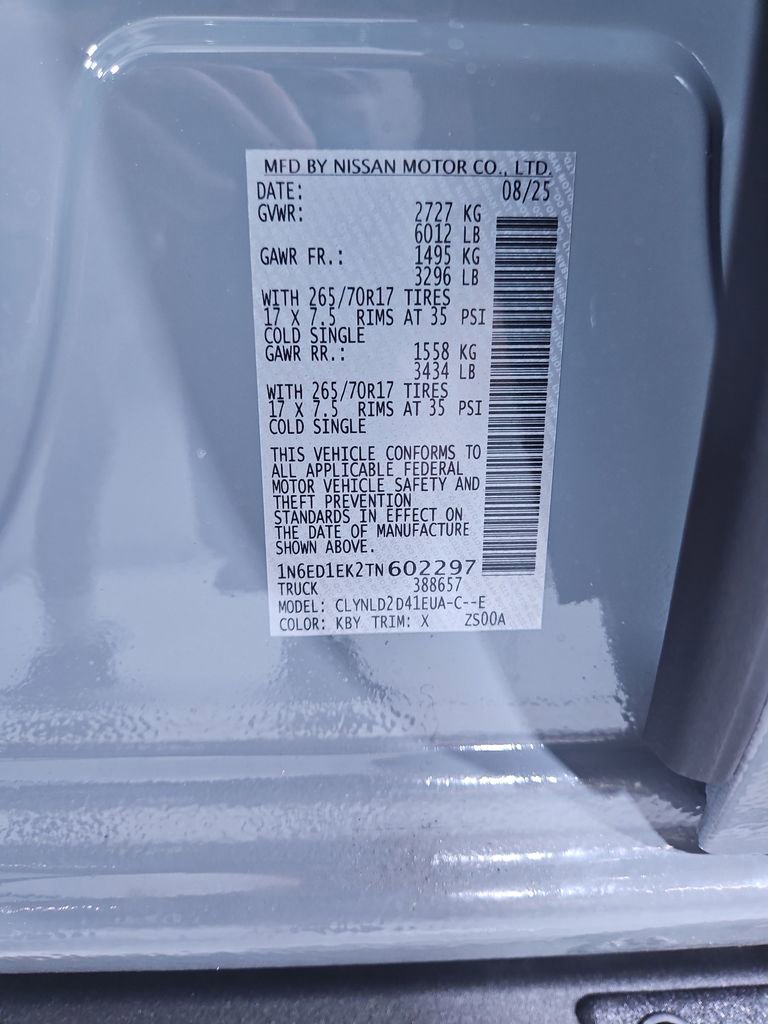 MFD BY NISSAN MOTOR CO., LTD.
DATE: 08/25
GVWR: 2727 KG
6012 LB
GAWR FR.: 1495 KG
3296 LB
WITH 265/70R17 TIRES
17 X 7.5 RIMS AT 35 PSI
COLD SINGLE
GAWR RR.: 1558 KG
3434 LB
WITH 265/70R17 TIRES
17 X 7.5 RIMS AT 35 PSI
COLD SINGLE
THIS VEHICLE CONFORMS TO
ALL APPLICABLE FEDERAL
MOTOR VEHICLE SAFETY AND
THEFT PREVENTION
STANDARDS IN EFFECT ON
THE DATE OF MANUFACTURE
SHOWN ABOVE.
1N6ED1EK2TN602297
TRUCK 388657
MODEL: CLYNLD2D41EUA-C--E
COLOR: KBY TRIM: X ZS00A